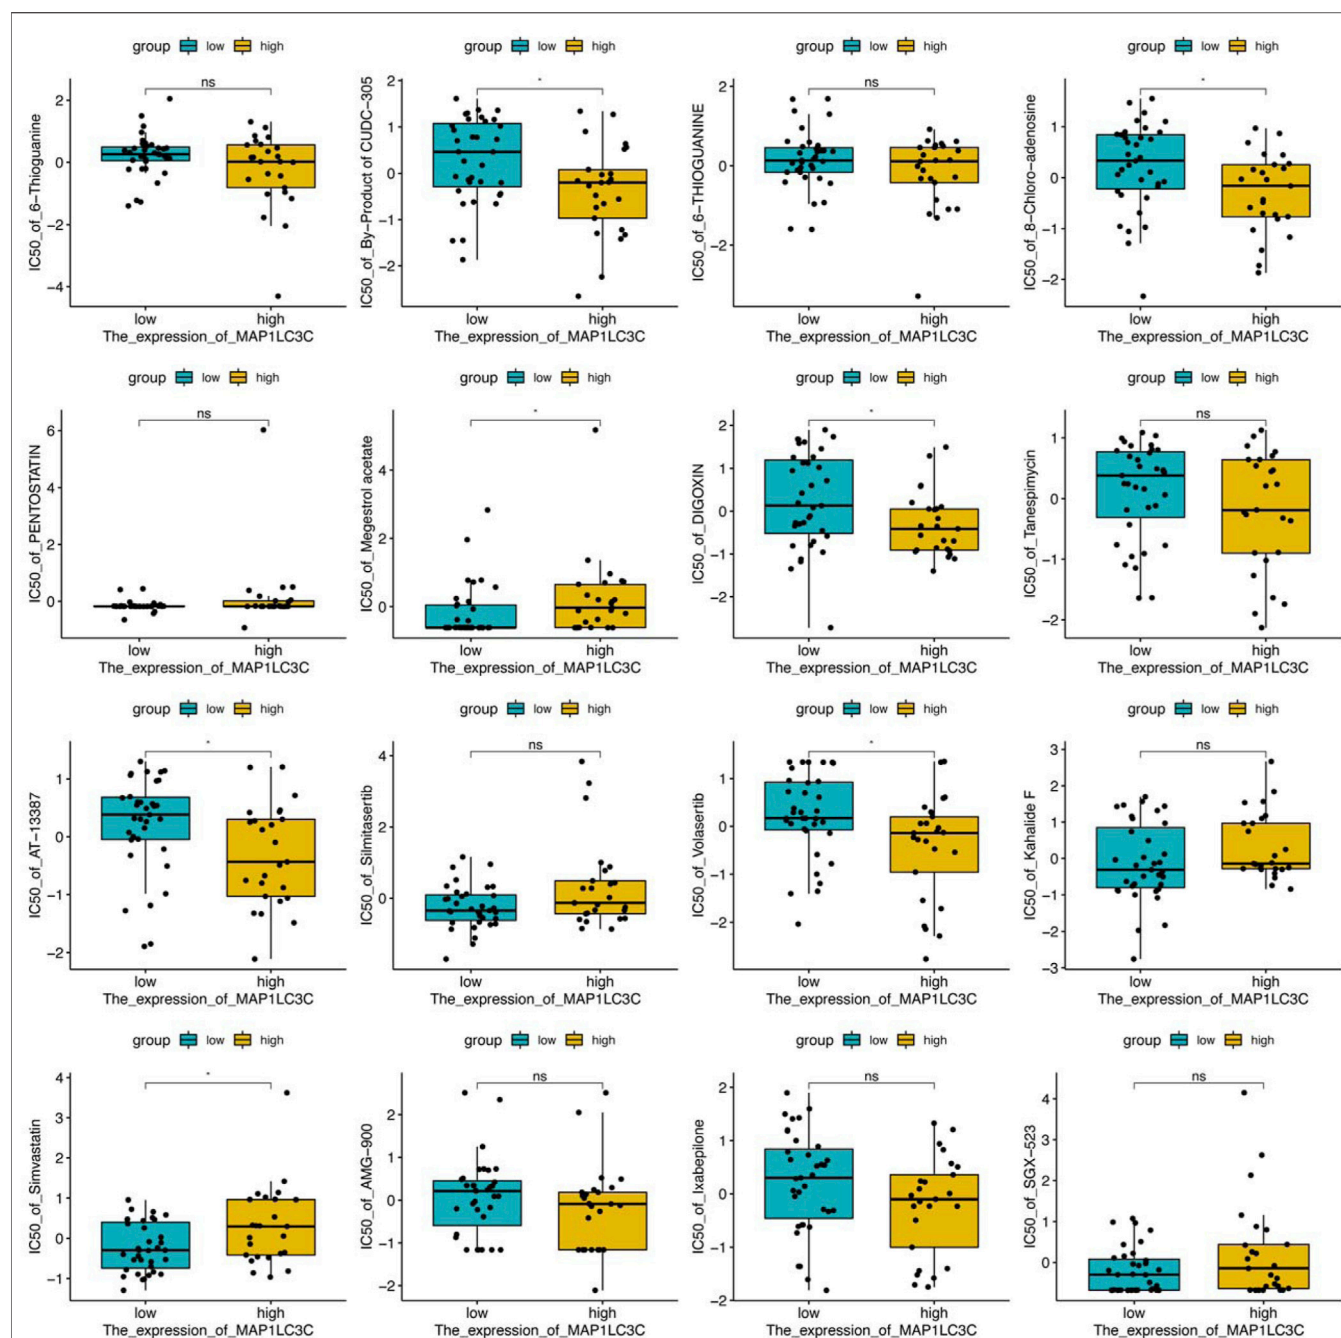 group low high
group low high
group low high
group low high
IC50_of_6-Thioguanine
2
0
-2
-4
ns
low
high
The_expression_of_MAP1LC3C
IC50_of_By-Product of CUDC-305
2
1
0
-1
-2
*
low
high
The_expression_of_MAP1LC3C
IC50_of_6-THIOGUANINE
2
0
-2
ns
low
high
The_expression_of_MAP1LC3C
IC50_of_8-Chloro-adenosine
2
1
0
-1
-2
*
low
high
The_expression_of_MAP1LC3C
group low high
group low high
group low high
group low high
IC50_of_PENTOSTATIN
6
4
2
0
ns
low
high
The_expression_of_MAP1LC3C
IC50_of_Megestrol acetate
4
2
0
*
low
high
The_expression_of_MAP1LC3C
IC50_of_DIGOXIN
2
1
0
-1
-2
*
low
high
The_expression_of_MAP1LC3C
IC50_of_Tanespimycin
1
0
-1
-2
ns
low
high
The_expression_of_MAP1LC3C
group low high
group low high
group low high
group low high
IC50_of_AT-13387
1
0
-1
-2
*
low
high
The_expression_of_MAP1LC3C
IC50_of_Silmitasertib
4
2
0
ns
low
high
The_expression_of_MAP1LC3C
IC50_of_Volasertib
1
0
-1
-2
*
low
high
The_expression_of_MAP1LC3C
IC50_of_Kahalide F
3
2
1
0
-1
-2
-3
ns
low
high
The_expression_of_MAP1LC3C
group low high
group low high
group low high
group low high
IC50_of_Simvastatin
4
3
2
1
0
-1
*
low
high
The_expression_of_MAP1LC3C
IC50_of_AMG-900
2
1
0
-1
-2
ns
low
high
The_expression_of_MAP1LC3C
IC50_of_Ixabepilone
2
1
0
-1
-2
ns
low
high
The_expression_of_MAP1LC3C
IC50_of_SGX-523
4
3
2
1
0
ns
low
high
The_expression_of_MAP1LC3C